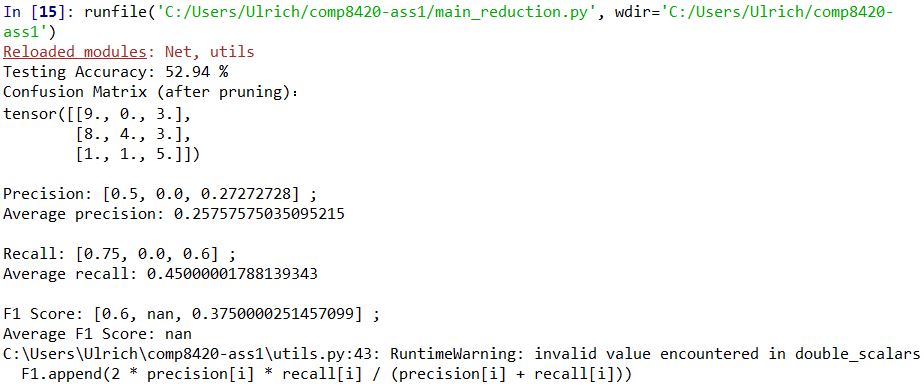 In [15]: runfile('C:/Users/Ulrich/comp8420-ass1/main_reduction.py', wdir='C:/Users/Ulrich/comp8420-
ass1')
Reloaded modules: Net, utils
Testing Accuracy: 52.94 %
Confusion Matrix (after pruning):
tensor([[9., 0., 3.],
        [8., 4., 3.],
        [1., 1., 5.]])

Precision: [0.5, 0.0, 0.27272728] ;
Average precision: 0.25757575035095215

Recall: [0.75, 0.0, 0.6] ;
Average recall: 0.45000001788139343

F1 Score: [0.6, nan, 0.3750000251457099] ;
Average F1 Score: nan
C:\Users\Ulrich\comp8420-ass1\utils.py:43: RuntimeWarning: invalid value encountered in double_scalars
  F1.append(2 * precision[i] * recall[i] / (precision[i] + recall[i]))